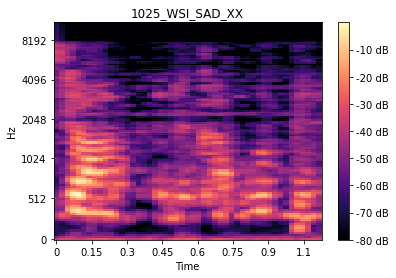 1025_WSI_SAD_XX
8192
4096
2048
1024
512
0
Hz
0
0.15
0.3
0.45
0.6
0.75
0.9
1.1
Time
-10 dB
-20 dB
-30 dB
-40 dB
-50 dB
-60 dB
-70 dB
-80 dB